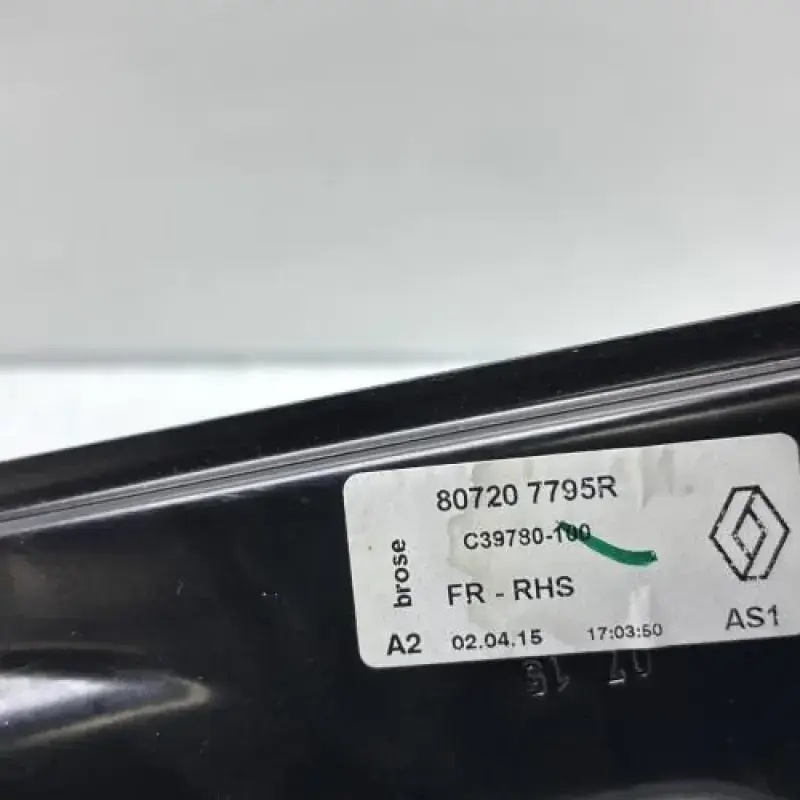 80720 7795R
C39780-100
brose
FR - RHS
A2 02.04.15 17:03:50
AS1